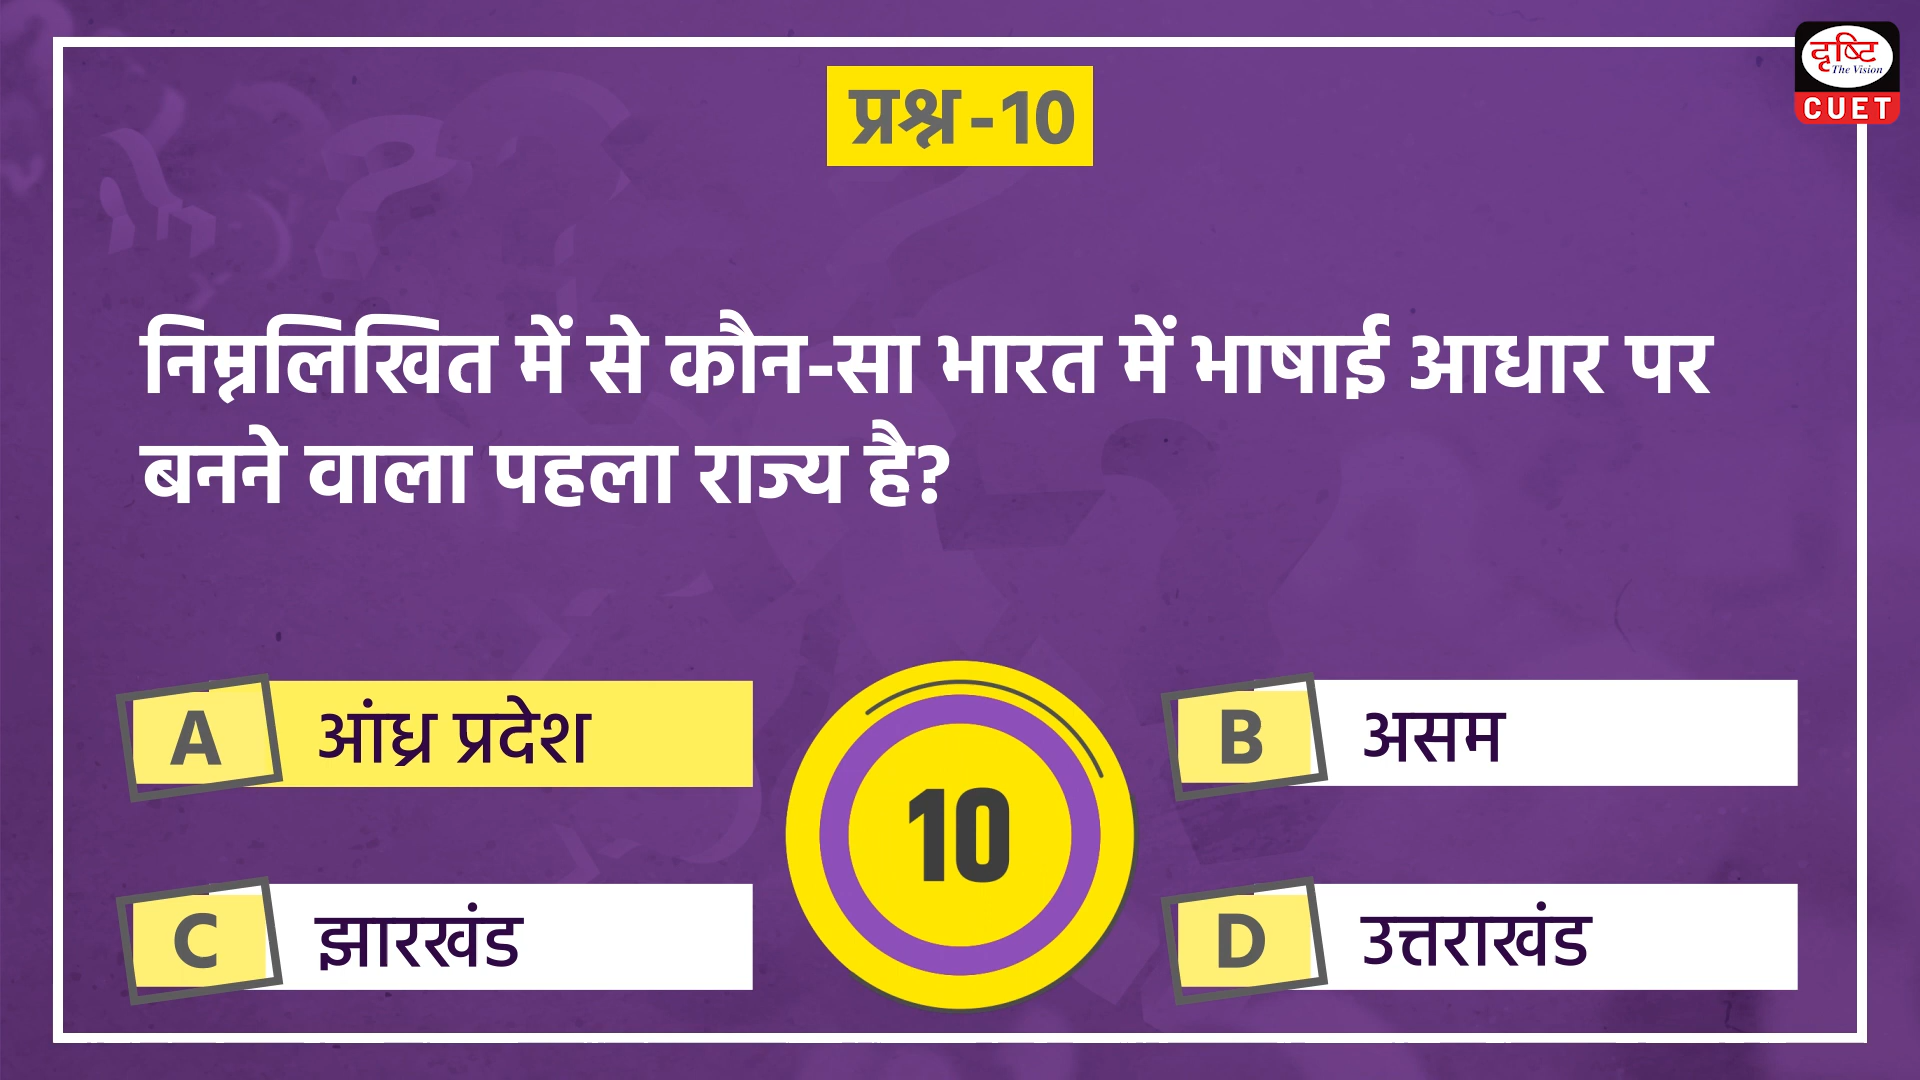 दृष्टि
The Vision
CUET
प्रश्न-10
निम्नलिखित में से कौन-सा भारत में भाषाई आधार पर
बनने वाला पहला राज्य है?
A आंध्र प्रदेश
B असम
10
C झारखंड
D उत्तराखंड